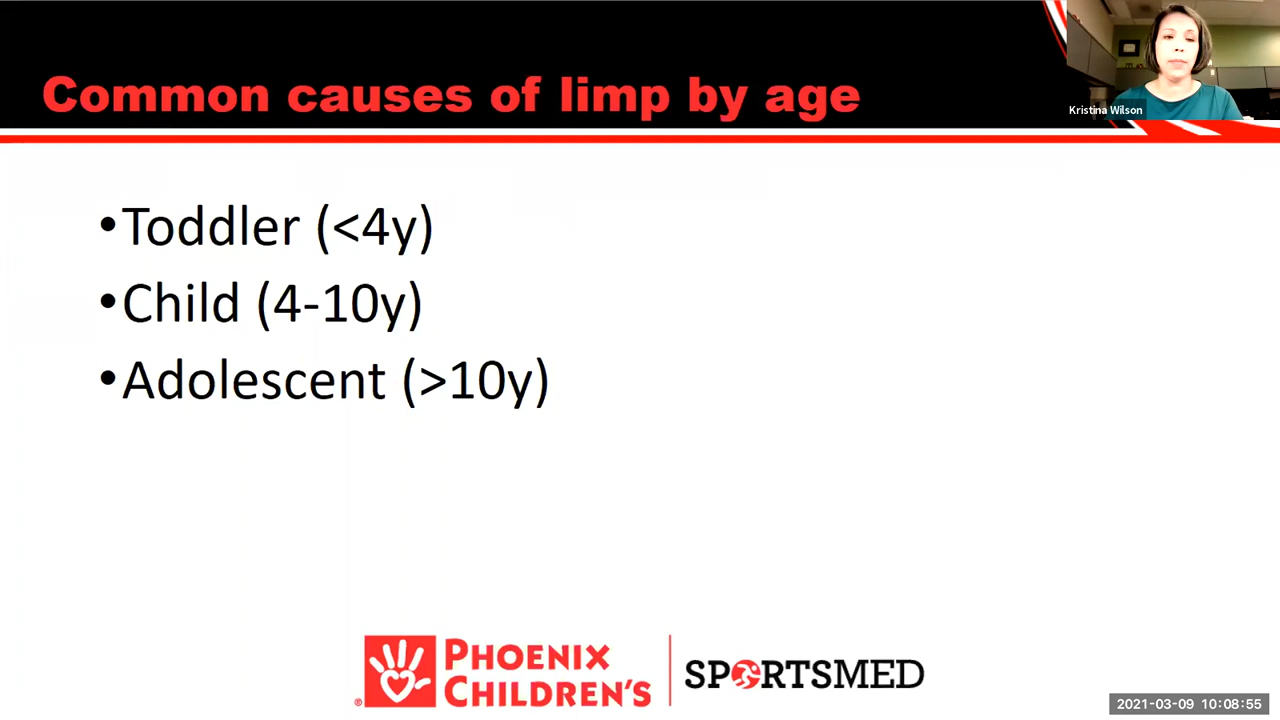 Common causes of limp by age
Kristina Wilson
•Toddler (<4y)
•Child (4-10y)
•Adolescent (>10y)
PHOENIX
CHILDREN'S
®
SPORTSMED
2021-03-09 10:08:55